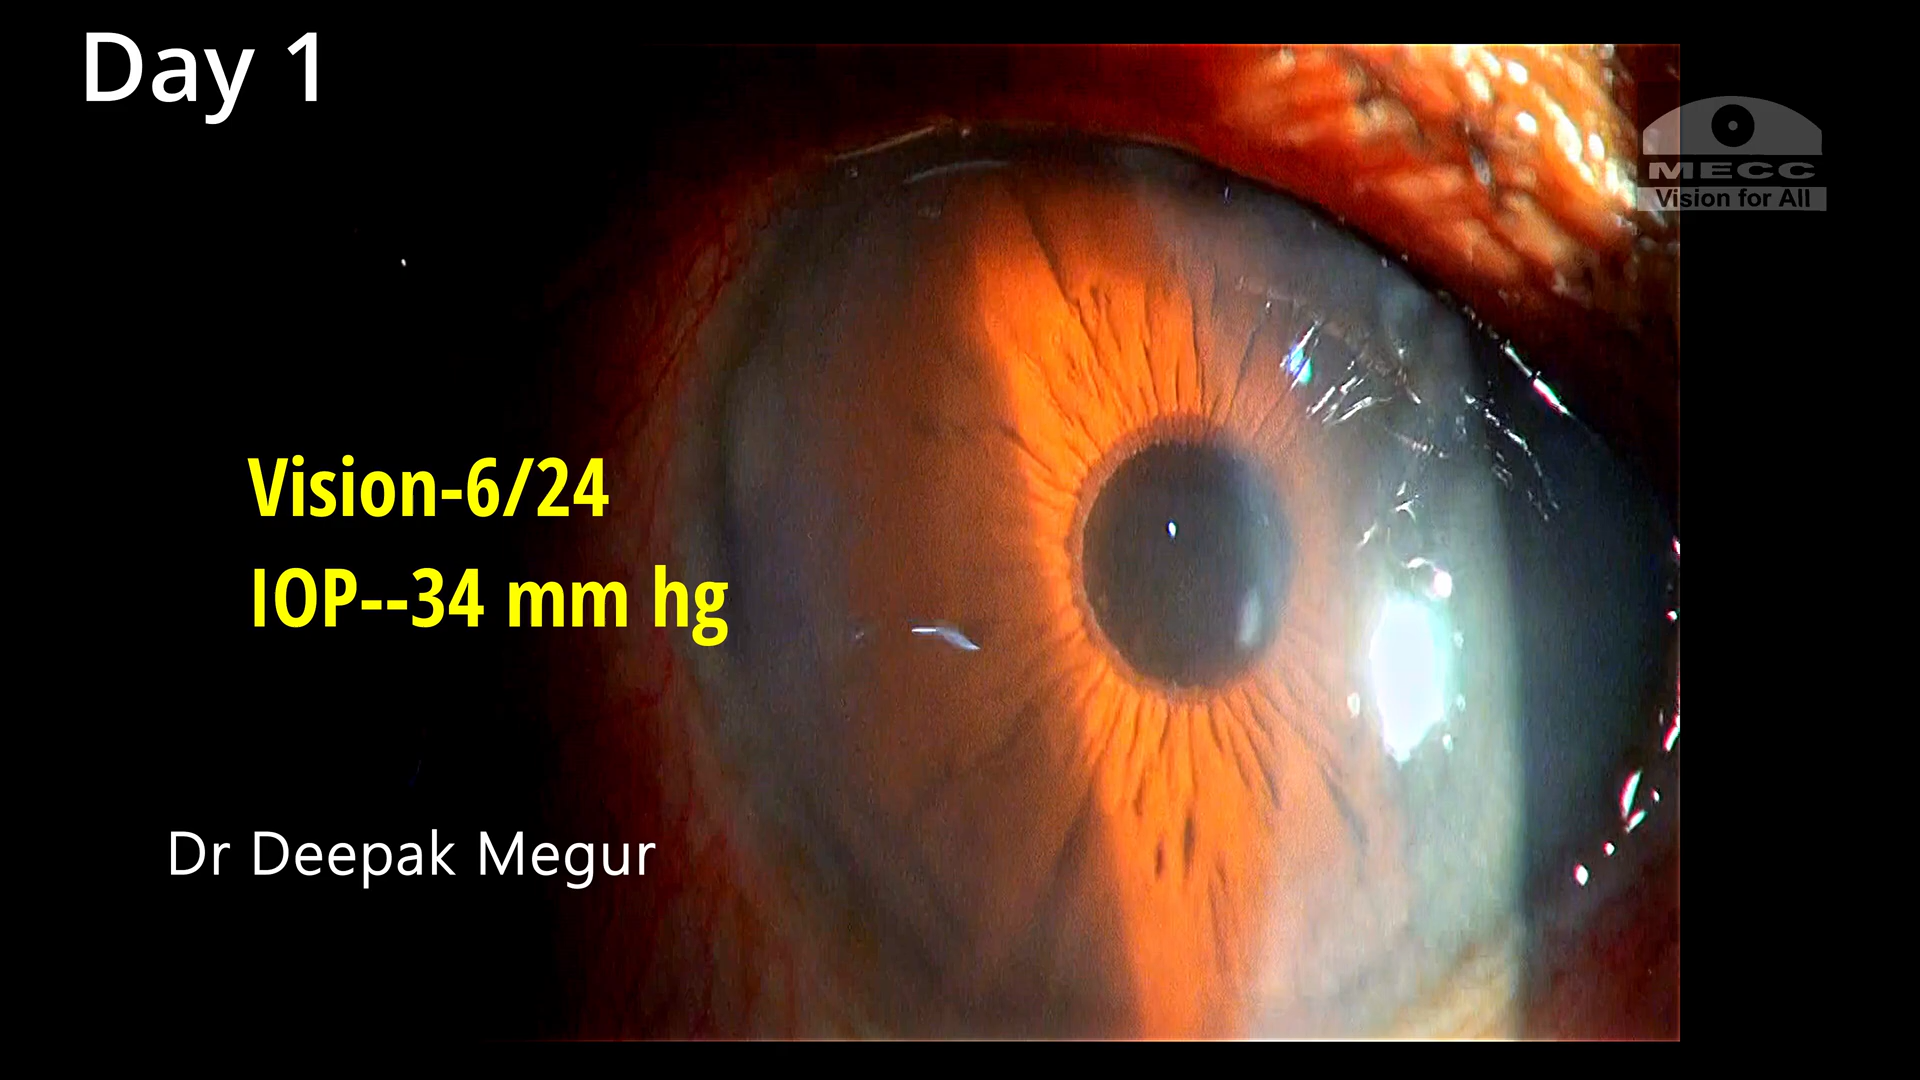 Day 1
MECC
Vision for All
Vision-6/24
IOP--34 mm hg
Dr Deepak Megur